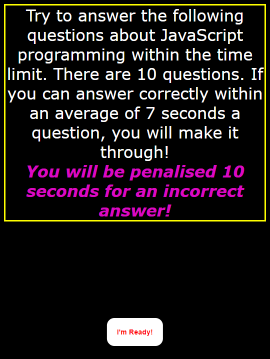 Try to answer the following
questions about JavaScript
programming within the time
limit. There are 10 questions. If
you can answer correctly within
an average of 7 seconds a
question, you will make it
through!
You will be penalised 10
seconds for an incorrect
answer!
I'm Ready!